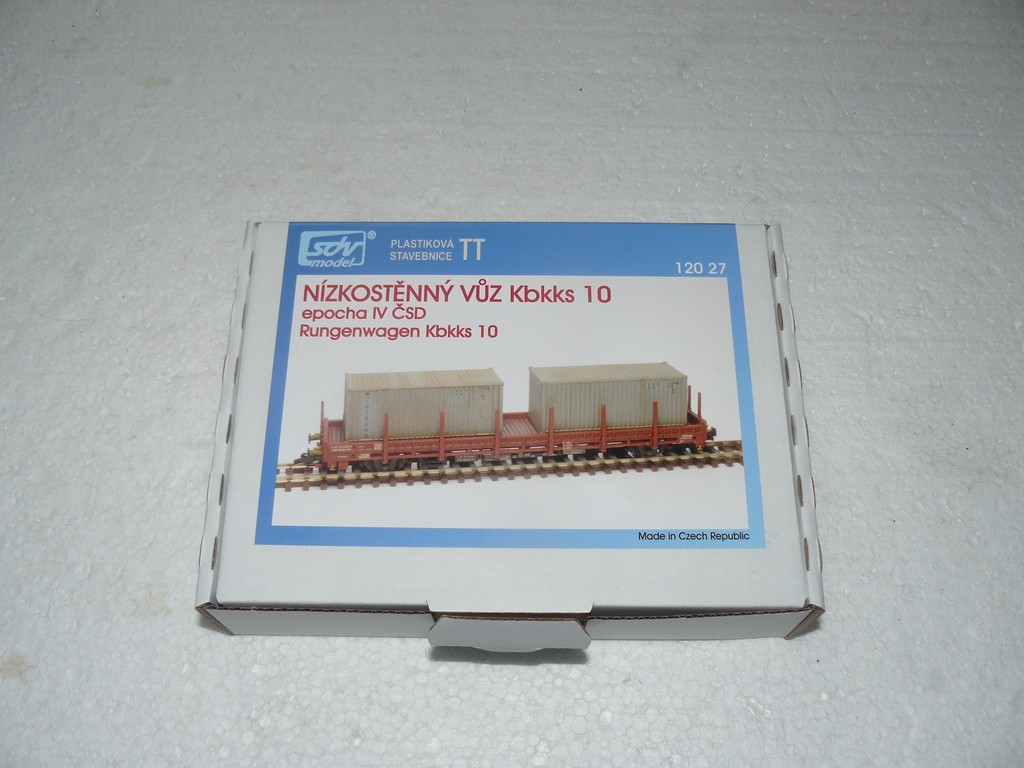 sdv ®
model
PLASTIKOVÁ
STAVEBNICE TT
120 27
NÍZKOSTĚNNÝ VŮZ Kbkks 10
epocha IV ČSD
Rungenwagen Kbkks 10
Made in Czech Republic